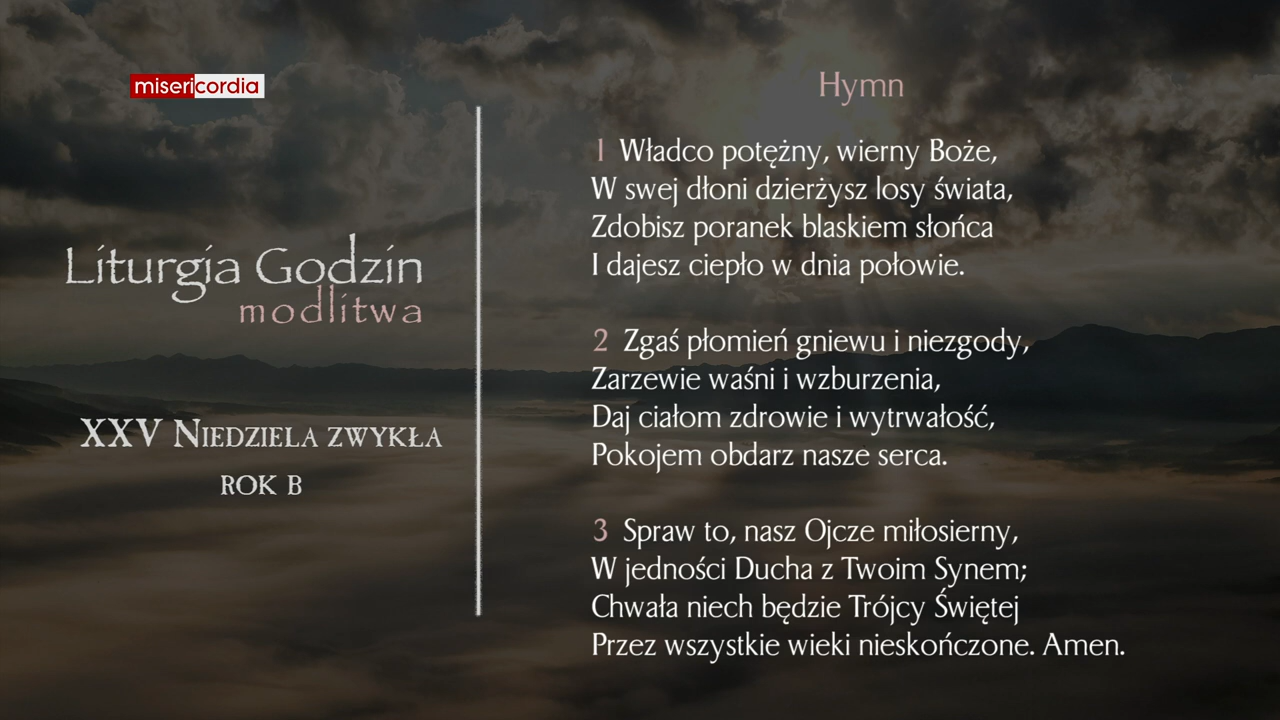 misericordia
Liturgia Godzin
modlitwa
XXV Niedziela zwykła
rok B
Hymn
1 Władco potężny, wierny Boże,
W swej dłoni dzierżysz losy świata,
Zdobisz poranek blaskiem słońca
I dajesz ciepło w dnia połowie.
2 Zgaś płomień gniewu i niezgody,
Zarzewie waśni i wzburzenia,
Daj ciałom zdrowie i wytrwałość,
Pokojem obdarz nasze serca.
3 Spraw to, nasz Ojcze miłosierny,
W jedności Ducha z Twoim Synem;
Chwała niech będzie Trójcy Świętej
Przez wszystkie wieki nieskończone. Amen.